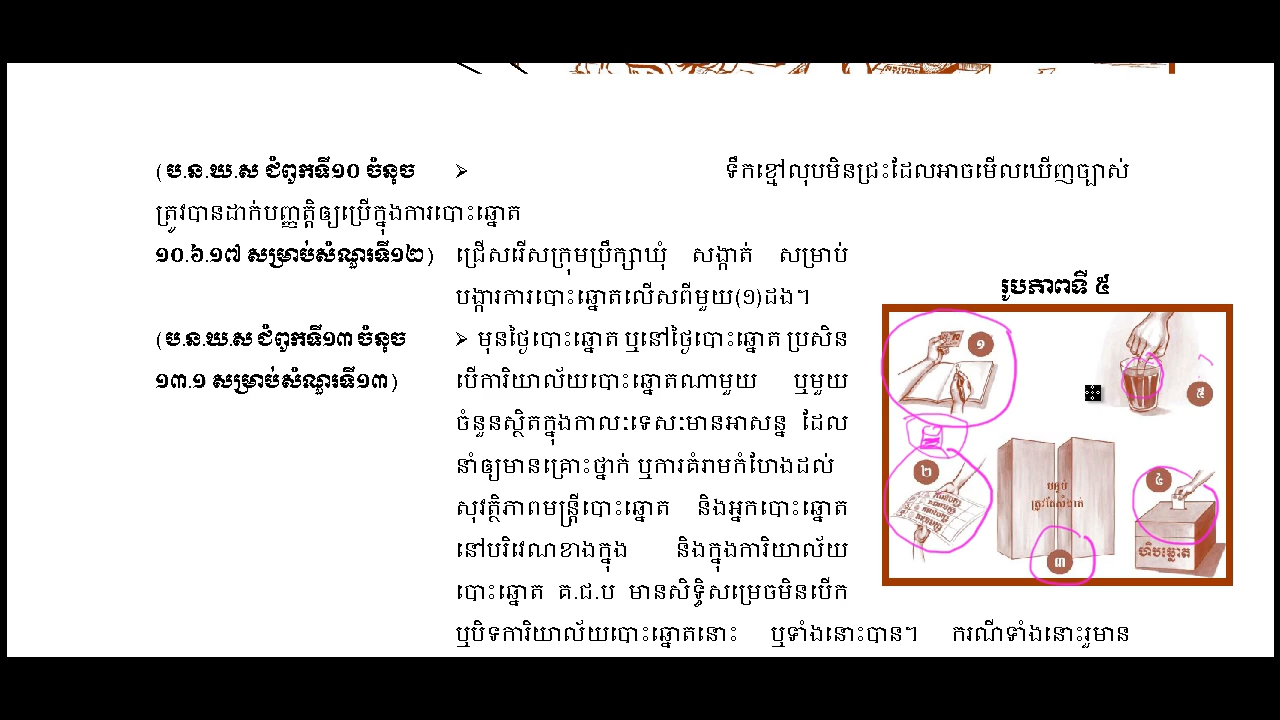 (ប.ន.ឃ.ស ជំពូកទី១០ ចំនុច ➢ ទឹកខ្មៅលុបមិនជ្រះដែលអាចមើលឃើញច្បាស់
ត្រូវបានដាក់បញ្ញត្តិឲ្យប្រើក្នុងការបោះឆ្នោត
១០.៦.១៧ សម្រាប់សំណួរទី១២) ជ្រើសរើសក្រុមប្រឹក្សាឃុំ សង្កាត់ សម្រាប់
បង្ការការបោះឆ្នោតលើសពីមួយ(១)ដង។
(ប.ន.ឃ.ស ជំពូកទី១៣ ចំនុច ➢ មុនថ្ងៃបោះឆ្នោត ឬនៅថ្ងៃបោះឆ្នោត ប្រសិន
១៣.១ សម្រាប់សំណួរទី១៣) បើការិយាល័យបោះឆ្នោតណាមួយ ឬមួយ
ចំនួនស្ថិតក្នុងកាលៈទេសៈមានអាសន្ន ដែល
នាំឲ្យមានគ្រោះថ្នាក់ ឬការគំរាមកំហែងដល់
សុវត្ថិភាពមន្ត្រីបោះឆ្នោត និងអ្នកបោះឆ្នោត
នៅបរិវេណខាងក្នុង និងក្នុងការិយាល័យ
បោះឆ្នោត គ.ជ.ប មានសិទ្ធិសម្រេចមិនបើក
ឬបិទការិយាល័យបោះឆ្នោតនោះ ឬទាំងនោះបាន។ ករណីទាំងនោះរួមាន
រូបភាពទី ៥
១
៥
២
បន្ទប់
ត្រូវតែសំងាត់
៤
ហិបឆ្នោត
៣